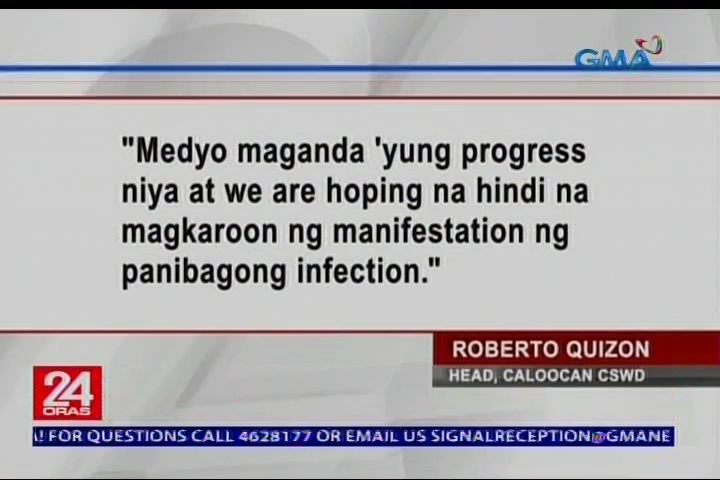 GMA
"Medyo maganda 'yung progress
niya at we are hoping na hindi na
magkaroon ng manifestation ng
panibagong infection."
ROBERTO QUIZON
HEAD, CALOOCAN CSWD
24
ORAS
FOR QUESTIONS CALL 4628177 OR EMAIL US SIGNALRECEPTION@GMANE